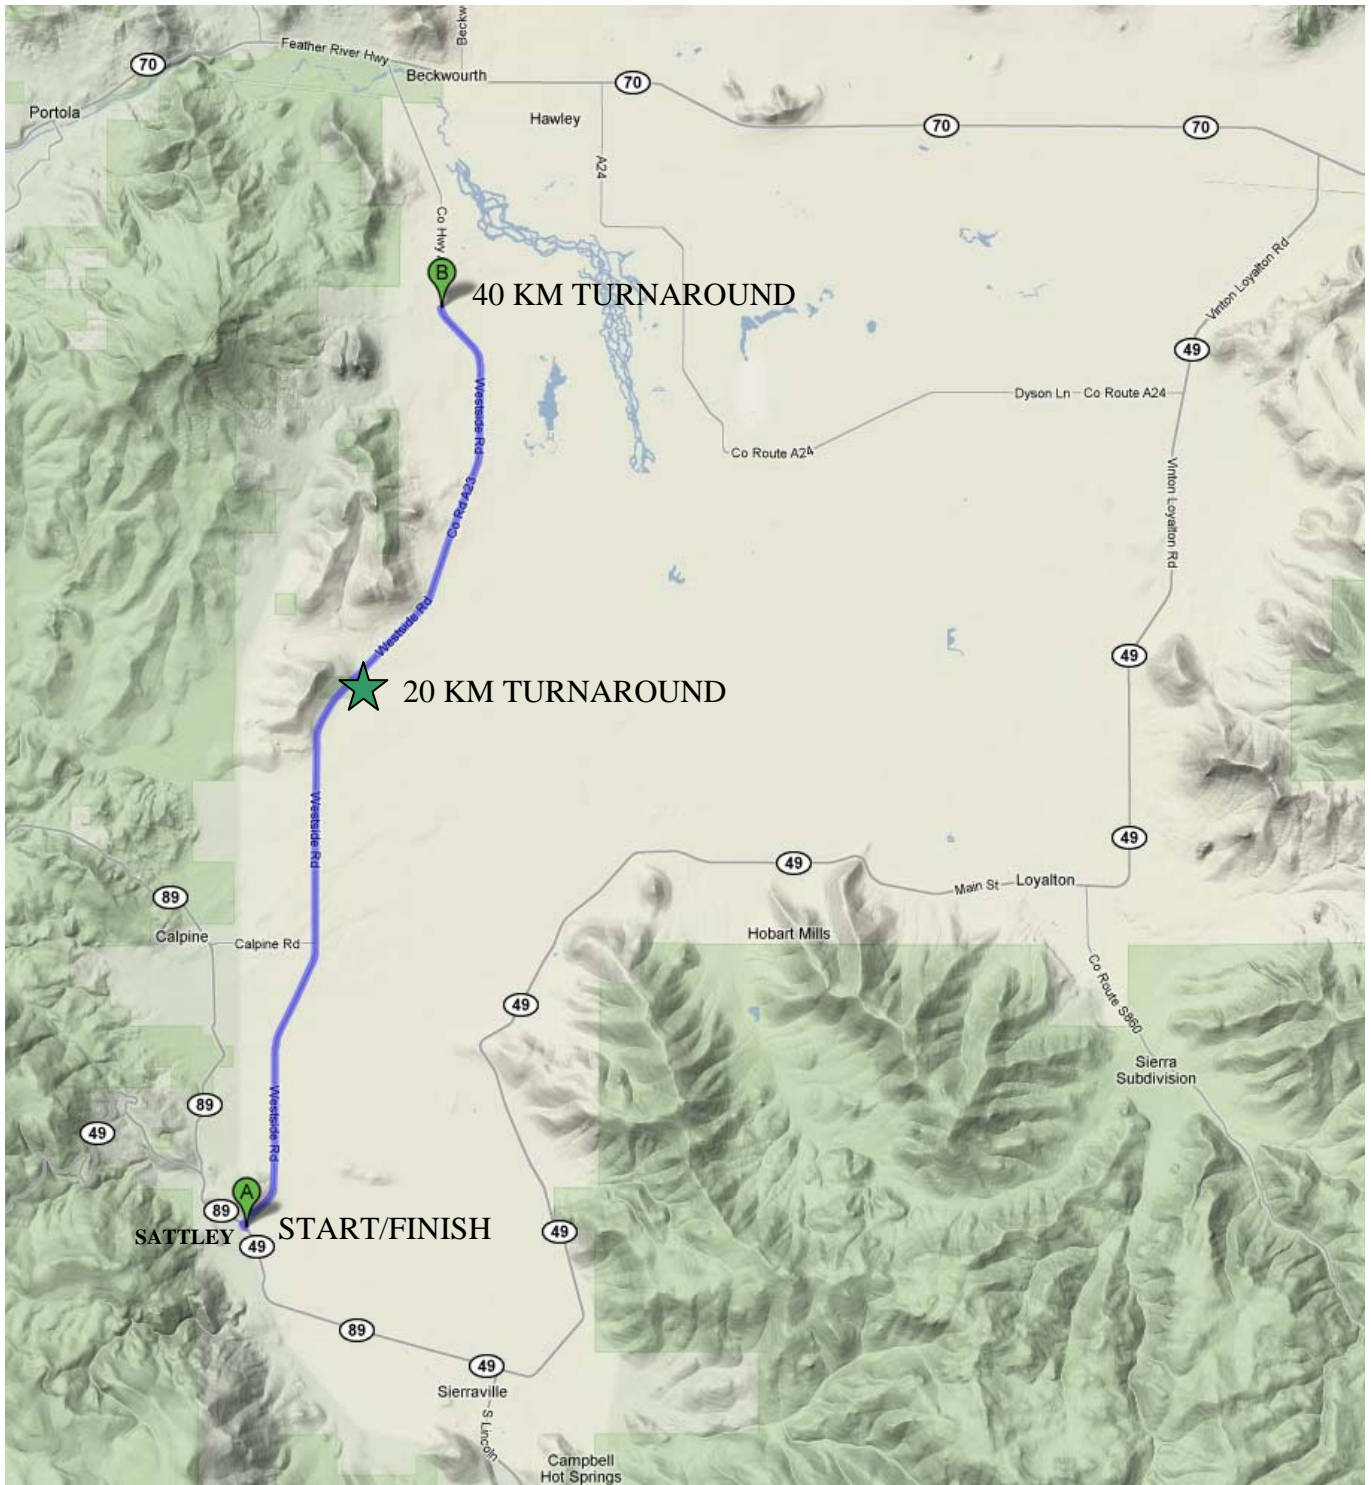 Beckw
Feather River Hwy
70
Beckwourth
70
Portola
Hawley
70
70
A24
Co Hwy
Vinton Loyalton Rd
B
40 KM TURNAROUND
49
Westside Rd
Dyson Ln
Co Route A24
Co Route A24
Co Rd A23
Vinton Loyalton Rd
Westside Rd
49
20 KM TURNAROUND
Westside Rd
49
49
Main St
Loyalton
89
Calpine
Calpine Rd
Hobart Mills
Co Route S860
49
Sierra
Subdivision
89
49
Westside Rd
A
89
SATTLEY
START/FINISH
49
49
89
49
Sierraville
S Lincoln
Campbell
Hot Springs